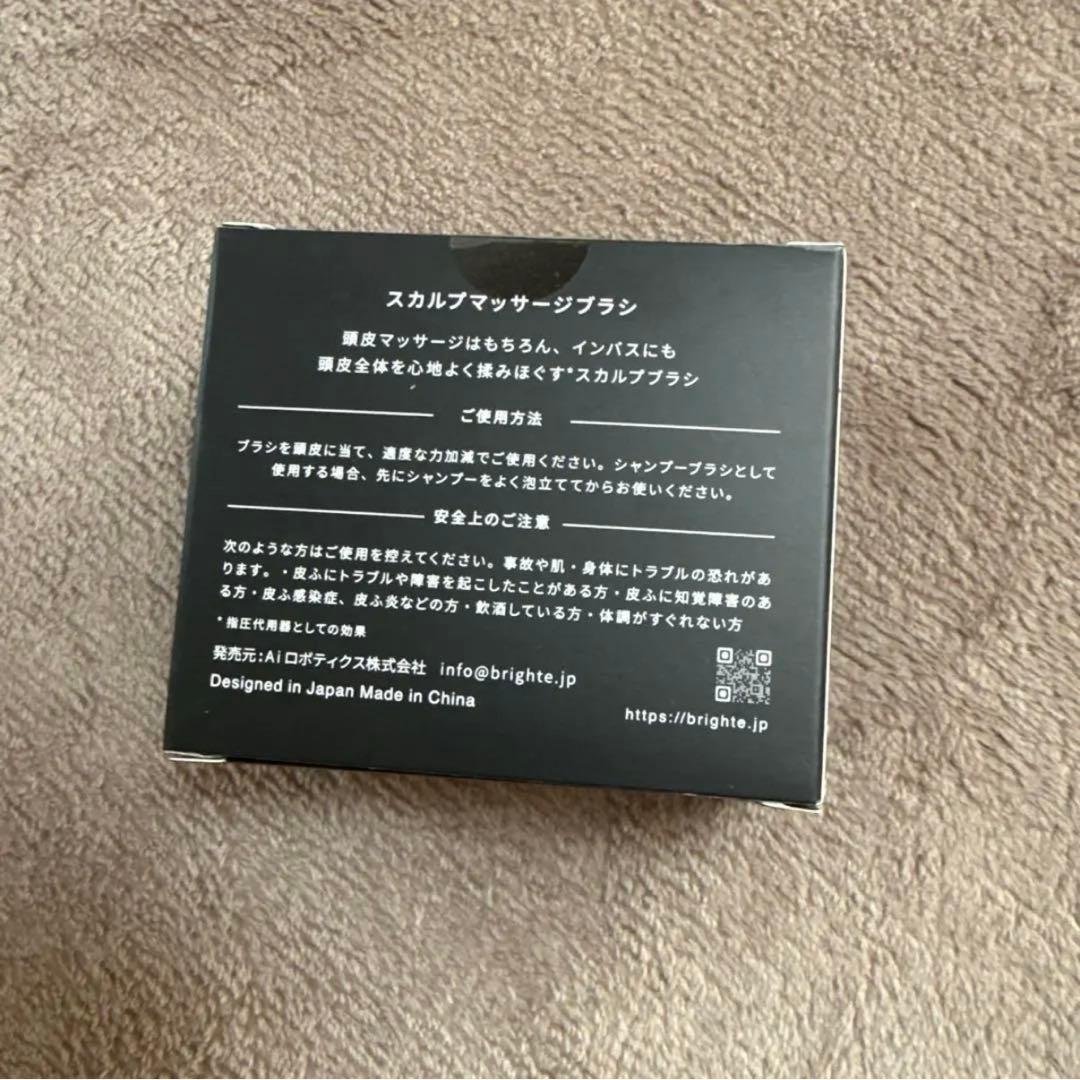 スカルプマッサージブラシ
頭皮マッサージはもちろん、インバスにも
頭皮全体を心地よく揉みほぐす*スカルプブラシ
ご使用方法
ブラシを頭皮に当て、適度な力加減でご使用ください。シャンプーブラシとして
使用する場合、先にシャンプーをよく泡立ててからお使いください。
安全上のご注意
次のような方はご使用を控えてください。事故や肌・身体にトラブルの恐れがあ
ります。・皮ふにトラブルや障害を起こしたことがある方・皮ふに知覚障害のあ
る方・皮ふ感染症、皮ふ炎などの方・飲酒している方・体調がすぐれない方
*指圧代用器としての効果
発売元:Aiロボティクス株式会社 info@brighte.jp
Designed in Japan Made in China
https://brighte.jp